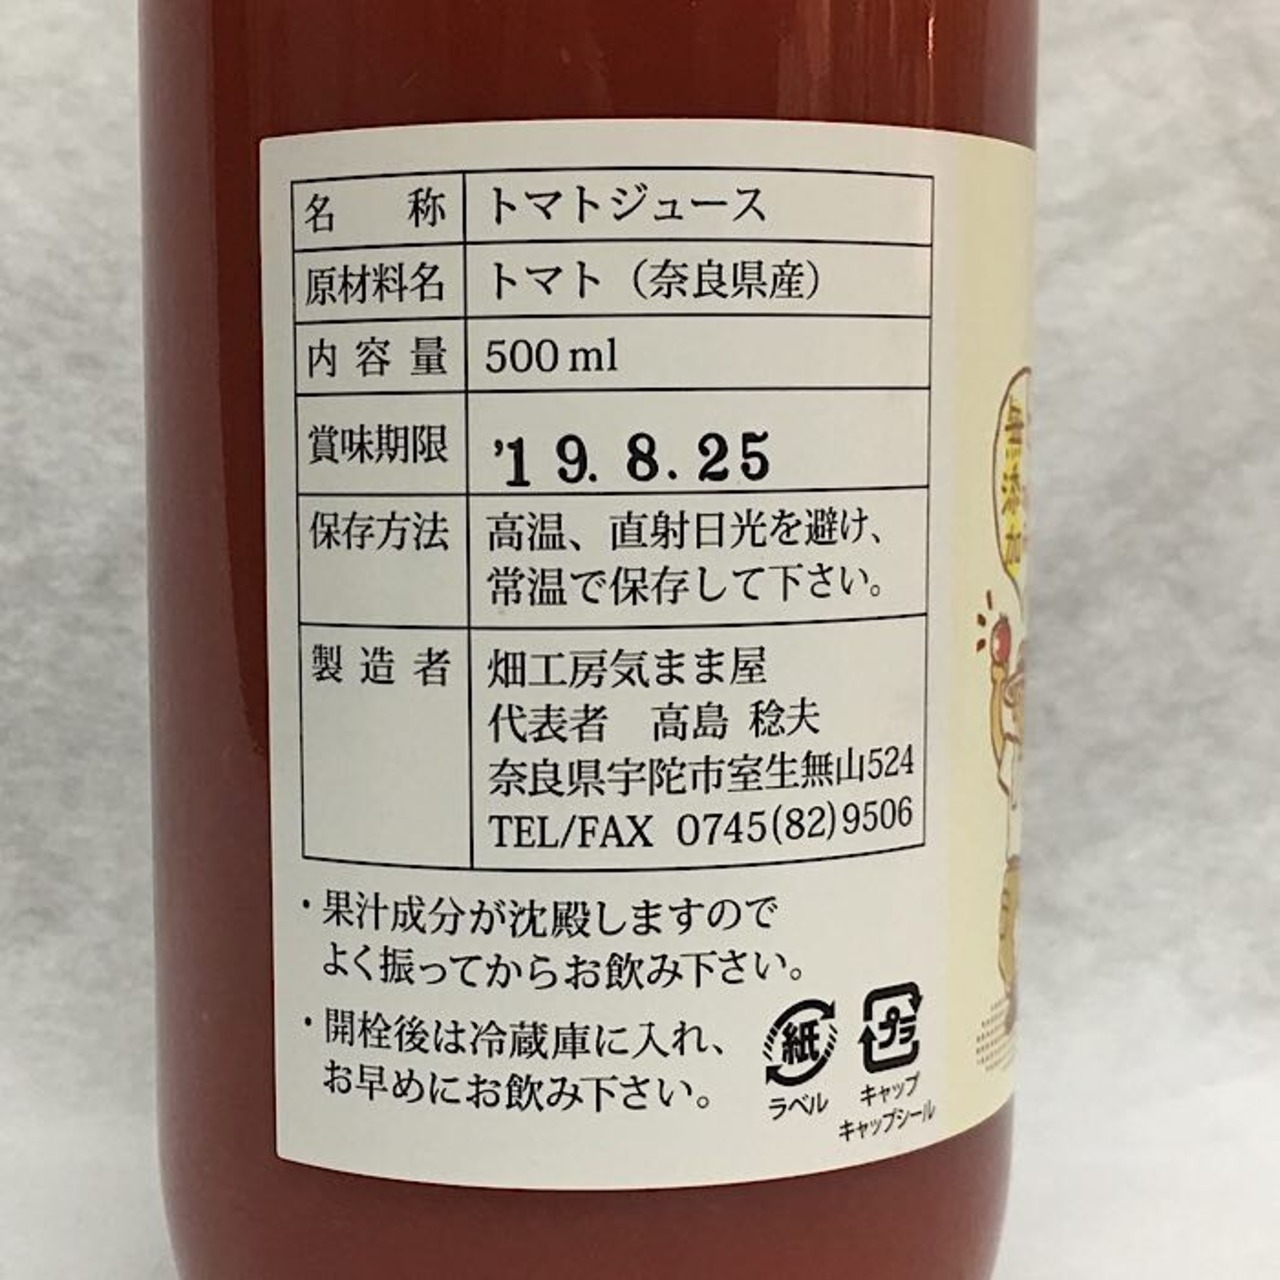 名称 トマトジュース
原材料名 トマト（奈良県産）
内容量 500ml
賞味期限 '19.8.25
保存方法 高温、直射日光を避け、
常温で保存して下さい。
製造者 畑工房気まま屋
代表者 高島 稔夫
奈良県宇陀市室生無山524
TEL/FAX 0745(82)9506
・果汁成分が沈殿しますので
よく振ってからお飲み下さい。
・開栓後は冷蔵庫に入れ、
お早めにお飲み下さい。
紙
ラベル
プラ
キャップ
キャップシール
無添加